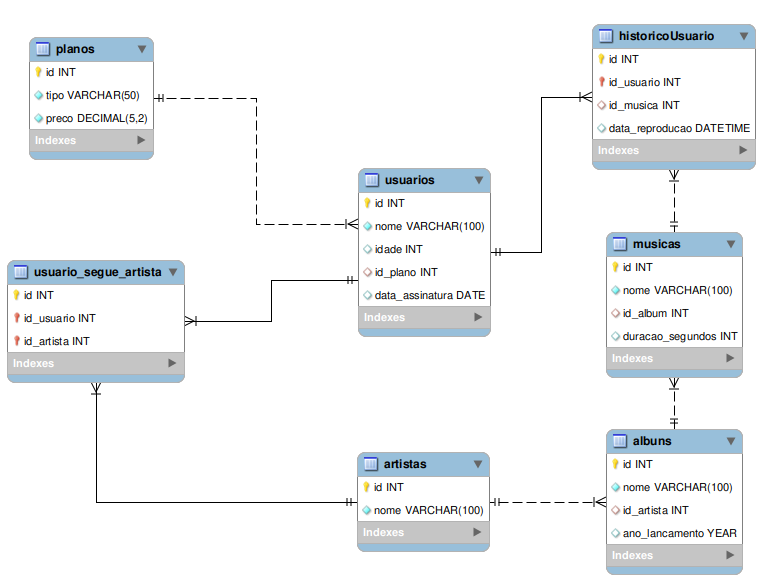 planos
id INT
tipo VARCHAR(50)
preco DECIMAL(5,2)
Indexes
historicoUsuario
id INT
id_usuario INT
id_musica INT
data_reproducao DATETIME
Indexes
usuarios
id INT
nome VARCHAR(100)
idade INT
id_plano INT
data_assinatura DATE
Indexes
usuario_segue_artista
id INT
id_usuario INT
id_artista INT
Indexes
musicas
id INT
nome VARCHAR(100)
id_album INT
duracao_segundos INT
Indexes
artistas
id INT
nome VARCHAR(100)
Indexes
albuns
id INT
nome VARCHAR(100)
id_artista INT
ano_lancamento YEAR
Indexes